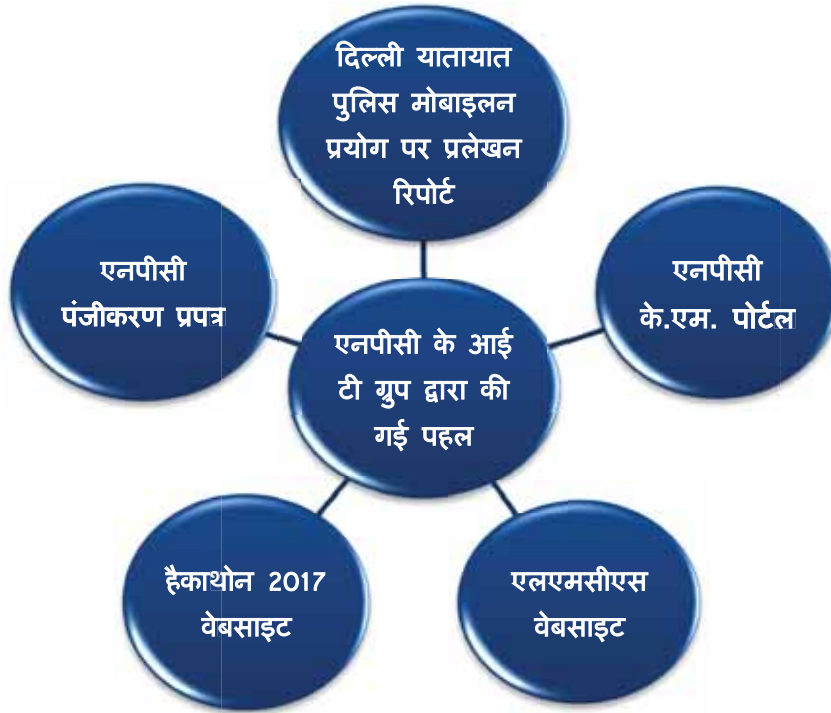 दिल्ली यातायात
पुलिस मोबाइलन
प्रयोग पर प्रलेखन
रिपोर्ट
एनपीसी
पंजीकरण प्रपत्र
एनपीसी
के.एम. पोर्टल
एनपीसी के आई
टी ग्रुप द्वारा की
गई पहल
हैकाथोन 2017
वेबसाइट
एलएमसीएस
वेबसाइट